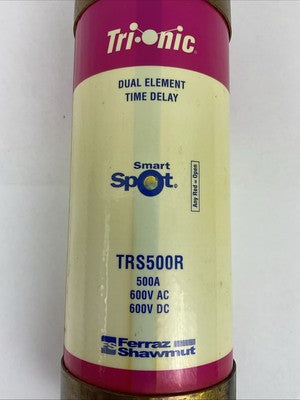 Tri-onic®
DUAL ELEMENT
TIME DELAY
Smart
Spot®
Any Red = Open
TRS500R
500A
600V AC
600V DC
Ferraz
Shawmut